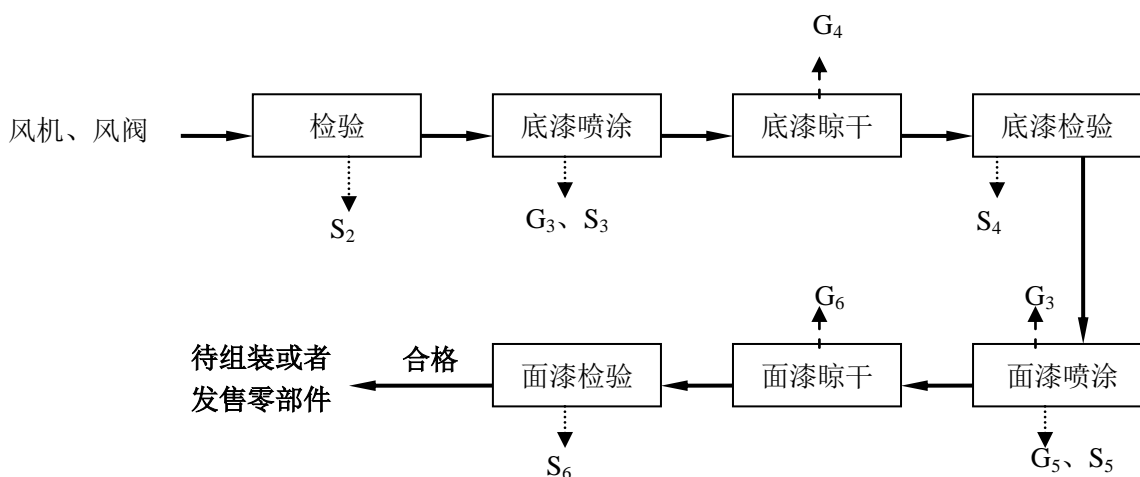 G₄
风机、风阀
检验
底漆喷涂
底漆晾干
底漆检验
S₂
G₃、S₃
S₄
G₆
G₃
待组装或者
发售零部件
合格
面漆检验
面漆晾干
面漆喷涂
S₆
G₅、S₅